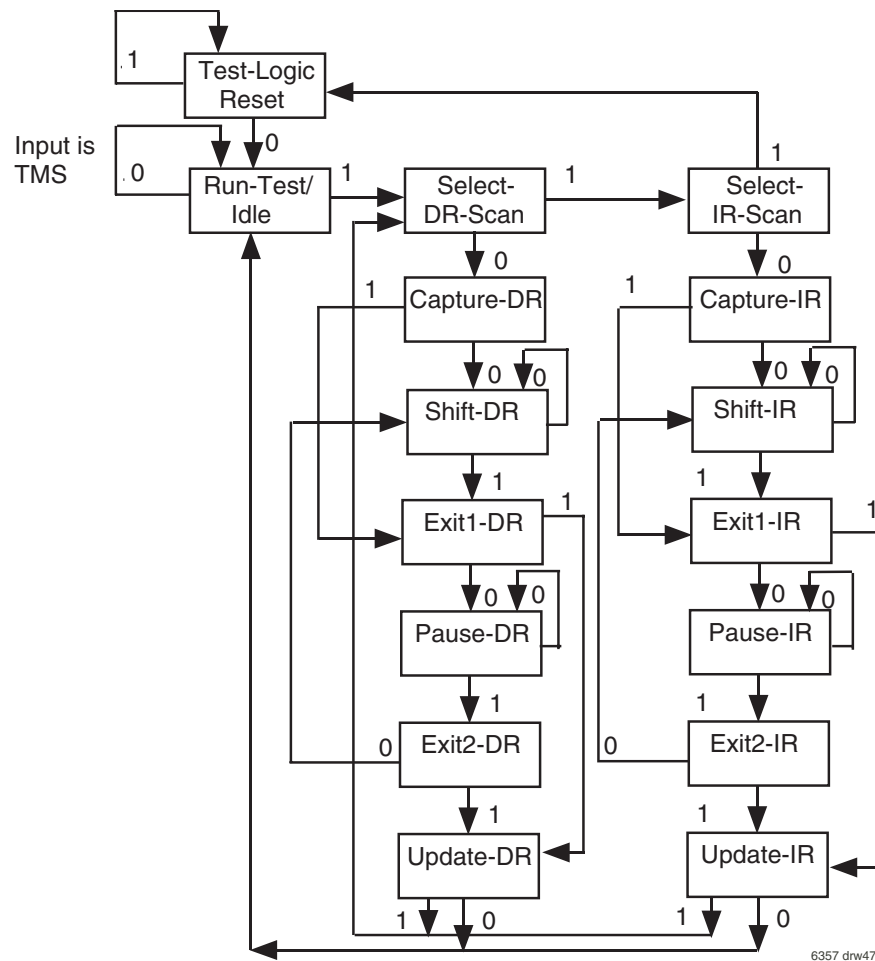 .1
Test-Logic
Reset
1
0
Input is
TMS
.0
Run-Test/
Idle
1
Select-
DR-Scan
1
Select-
IR-Scan
0
0
1
Capture-DR
1
Capture-IR
0
0
0
0
Shift-DR
Shift-IR
1
1
Exit1-DR
1
Exit1-IR
1
0
0
0
0
Pause-DR
Pause-IR
1
1
0
Exit2-DR
0
Exit2-IR
1
1
Update-DR
Update-IR
1
0
1
0
6357 drw47